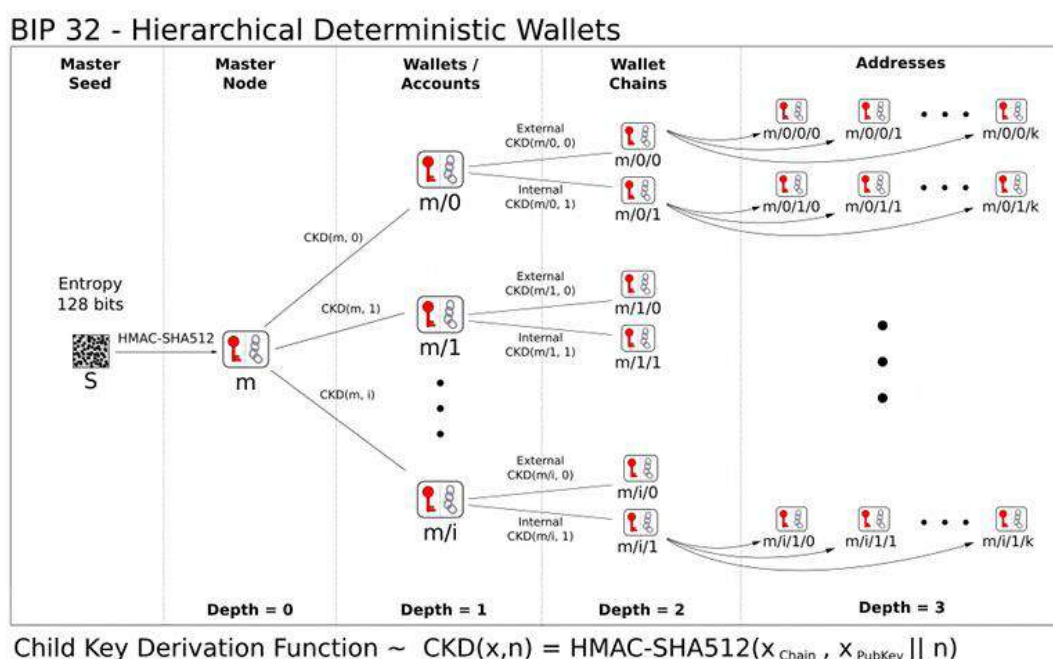 BIP 32 - Hierarchical Deterministic Wallets
Master
Seed
Master
Node
Wallets /
Accounts
Wallet
Chains
Addresses
Entropy
128 bits
S
HMAC-SHA512
m
CKD(m, 0)
CKD(m, 1)
CKD(m, i)
m/0
External
CKD(m/0, 0)
Internal
CKD(m/0, 1)
m/0/0
m/0/1
m/0/0/0
m/0/0/1
m/0/0/k
m/0/1/0
m/0/1/1
m/0/1/k
m/1
External
CKD(m/1, 0)
Internal
CKD(m/1, 1)
m/1/0
m/1/1
m/i
External
CKD(m/i, 0)
Internal
CKD(m/i, 1)
m/i/0
m/i/1
m/i/1/0
m/i/1/1
m/i/1/k
Depth = 0
Depth = 1
Depth = 2
Depth = 3
Child Key Derivation Function ~ CKD(x,n) = HMAC-SHA512(x Chain , x PubKey || n)